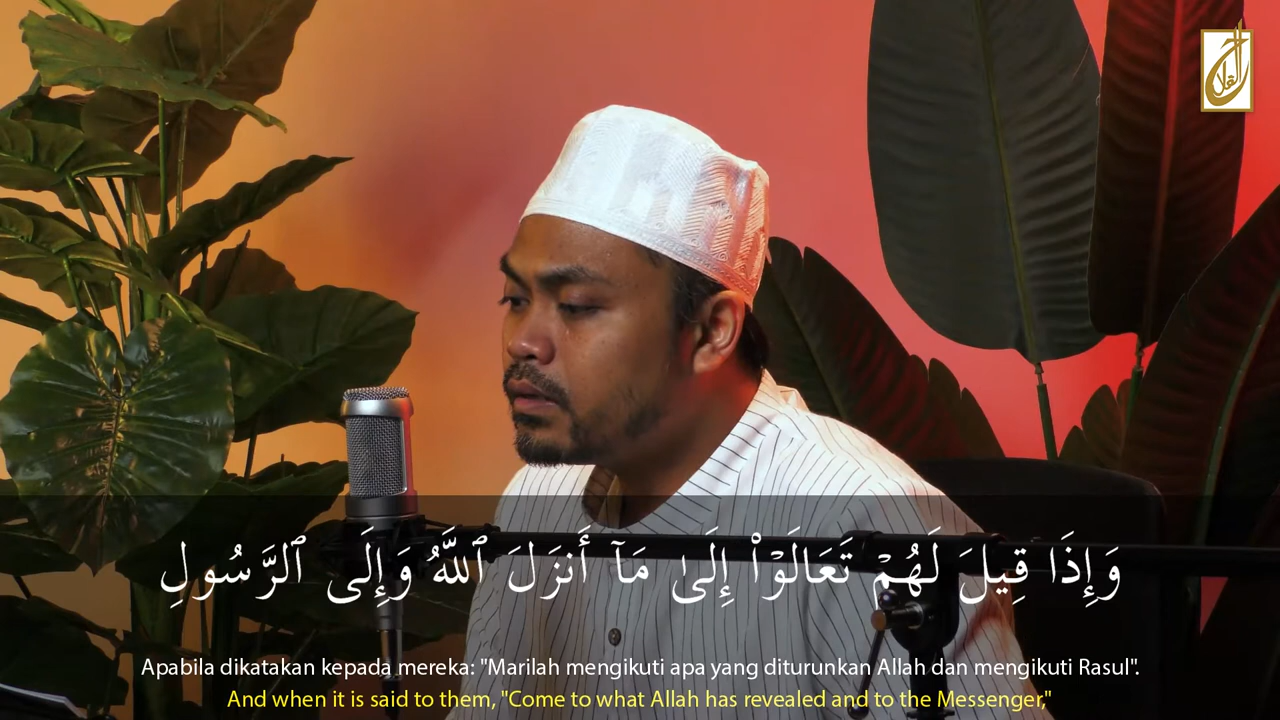 وَإِذَا قِيلَ لَهُمْ تَعَالَوْا۟ إِلَىٰ مَآ أَنزَلَ ٱللَّهُ وَإِلَى ٱلرَّسُولِ
Apabila dikatakan kepada mereka: "Marilah mengikuti apa yang diturunkan Allah dan mengikuti Rasul".
And when it is said to them, "Come to what Allah has revealed and to the Messenger,"